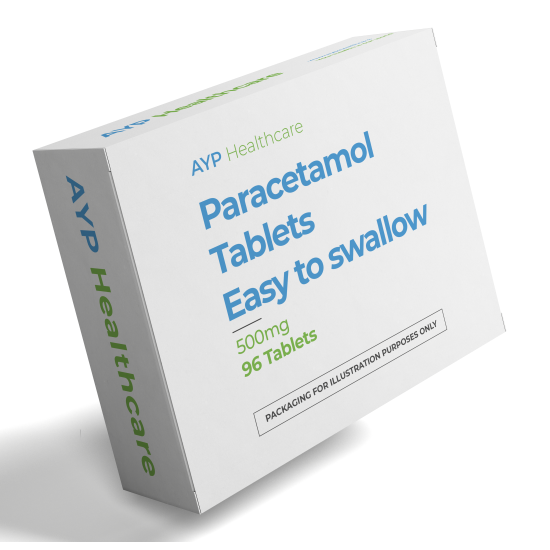 AYP Healthcare
AYP Healthcare
AYP Healthcare
Paracetamol
Tablets
Easy to swallow
500mg
96 Tablets
PACKAGING FOR ILLUSTRATION PURPOSES ONLY